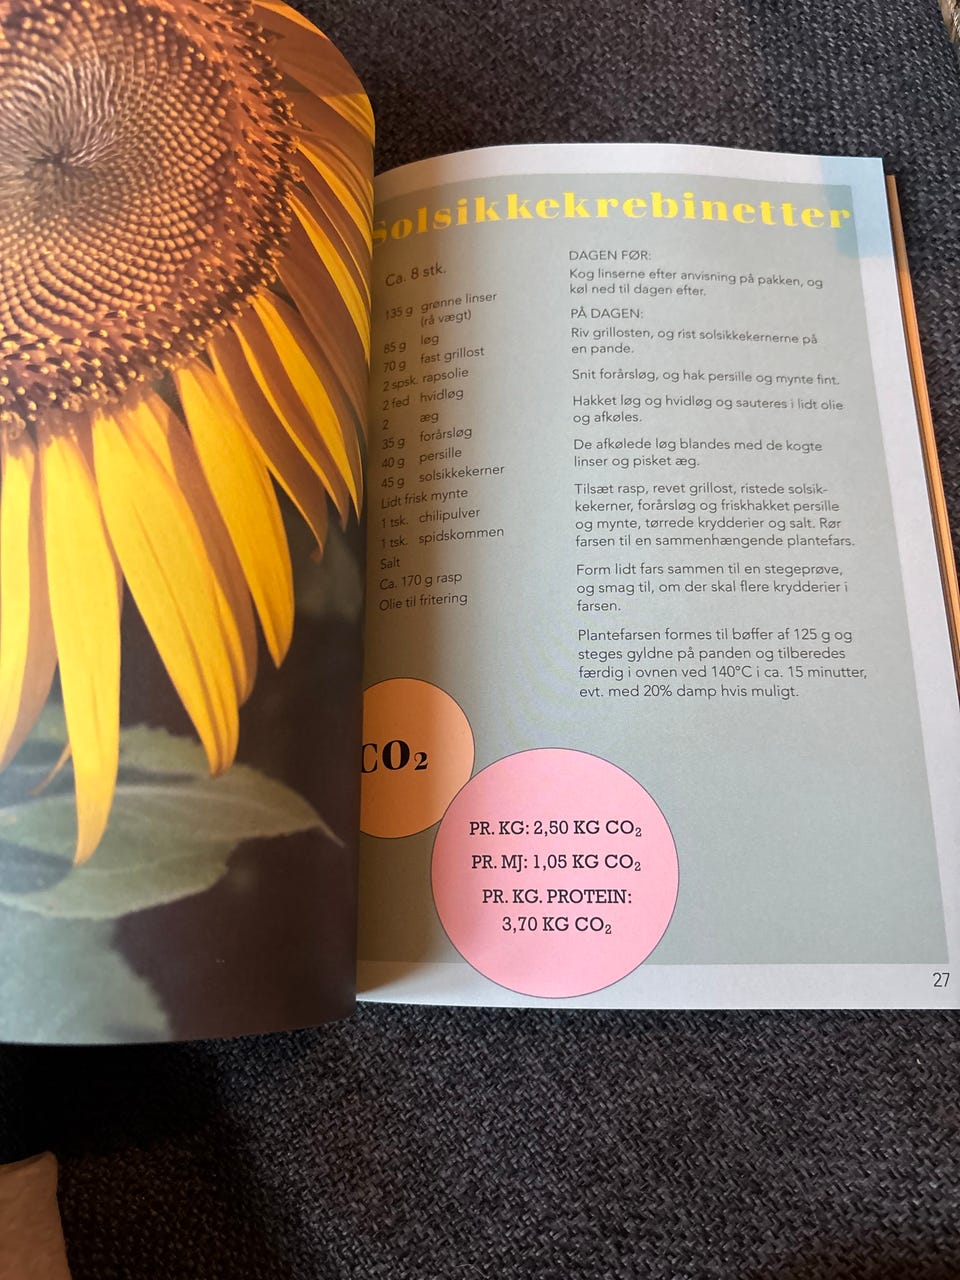 Solsikkekrebinetter
Ca. 8 stk.
135 g grønne linser
(rå vægt)
85 g løg
70 g fast grillost
2 spsk. rapsolie
2 fed hvidløg
2 æg
35 g forårsløg
40 g persille
45 g solsikkekerner
Lidt frisk mynte
1 tsk. chilipulver
1 tsk. spidskommen
Salt
Ca. 170 g rasp
Olie til fritering
DAGEN FØR:
Kog linserne efter anvisning på pakken, og
køl ned til dagen efter.
PÅ DAGEN:
Riv grillosten, og rist solsikkekernerne på
en pande.
Snit forårsløg, og hak persille og mynte fint.
Hakket løg og hvidløg og sauteres i lidt olie
og afkøles.
De afkølede løg blandes med de kogte
linser og pisket æg.
Tilsæt rasp, revet grillost, ristede solsik-
kekerner, forårsløg og friskhakket persille
og mynte, tørrede krydderier og salt. Rør
farsen til en sammenhængende plantefars.
Form lidt fars sammen til en stegeprøve,
og smag til, om der skal flere krydderier i
farsen.
Plantefarsen formes til bøffer af 125 g og
steges gyldne på panden og tilberedes
færdig i ovnen ved 140°C i ca. 15 minutter,
evt. med 20% damp hvis muligt.
CO₂
PR. KG: 2,50 KG CO₂
PR. MJ: 1,05 KG CO₂
PR. KG. PROTEIN:
3,70 KG CO₂
27